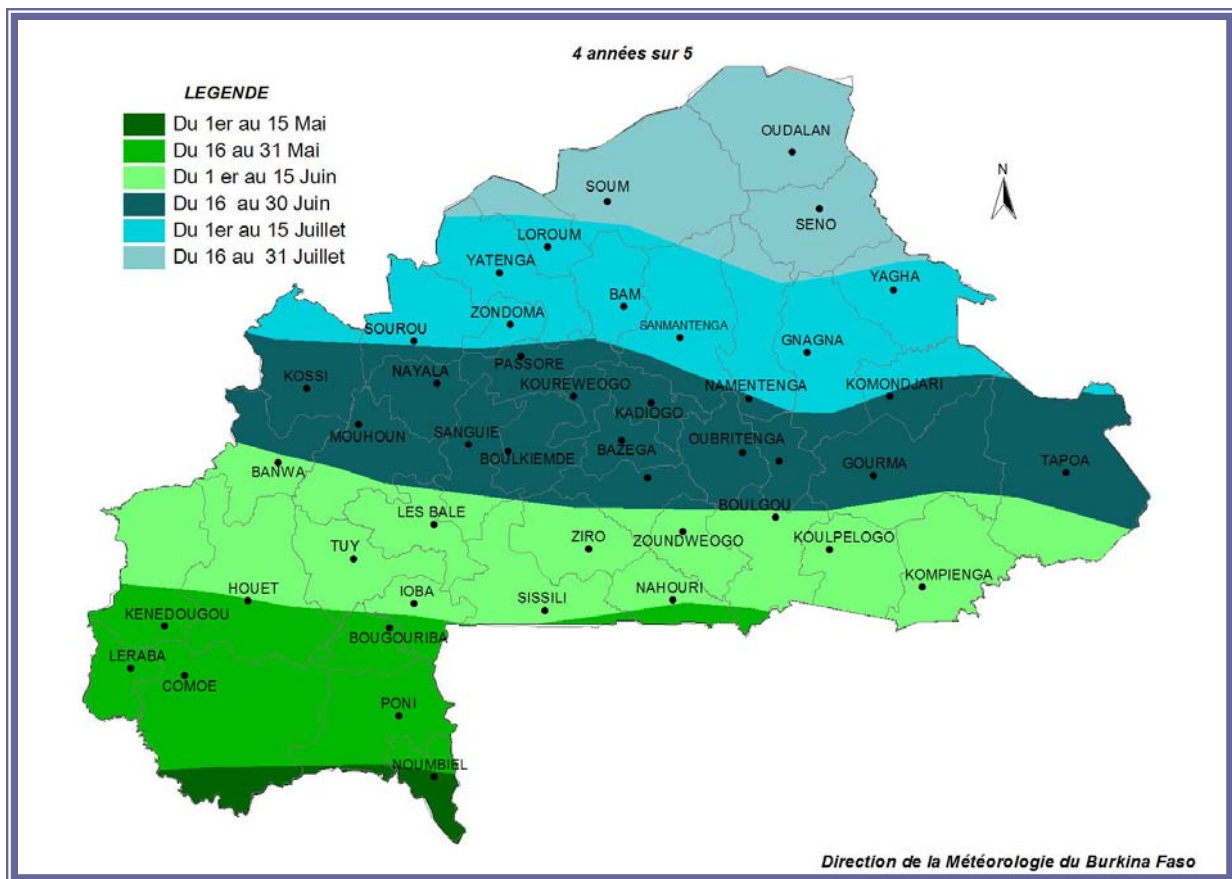 4 années sur 5
LEGENDE
Du 1er au 15 Mai
Du 16 au 31 Mai
Du 1 er au 15 Juin
Du 16 au 30 Juin
Du 1er au 15 Juillet
Du 16 au 31 Juillet
N
OUDALAN
SOUM
SENO
LOROUM
YATENGA
YAGHA
BAM
ZONDOMA
SANMANTENGA
SOUROU
GNAGNA
PASSORE
KOSSI
NAYALA
KOUREWEOGO
NAMENTENGA
KOMONDJARI
KADIOGO
MOUHOUN
SANGUIE
BAZEGA
OUBRITENGA
BOULKIEMDE
GOURMA
TAPOA
BANWA
BOULGOU
LES BALE
ZIRO
ZOUNDWEOGO
KOULPELOGO
TUY
KOMPIENGA
HOUET
IOBA
SISSILI
NAHOURI
KENEDOUGOU
BOUGOURIBA
LERABA
COMOE
PONI
NOUMBIEL
Direction de la Météorologie du Burkina Faso